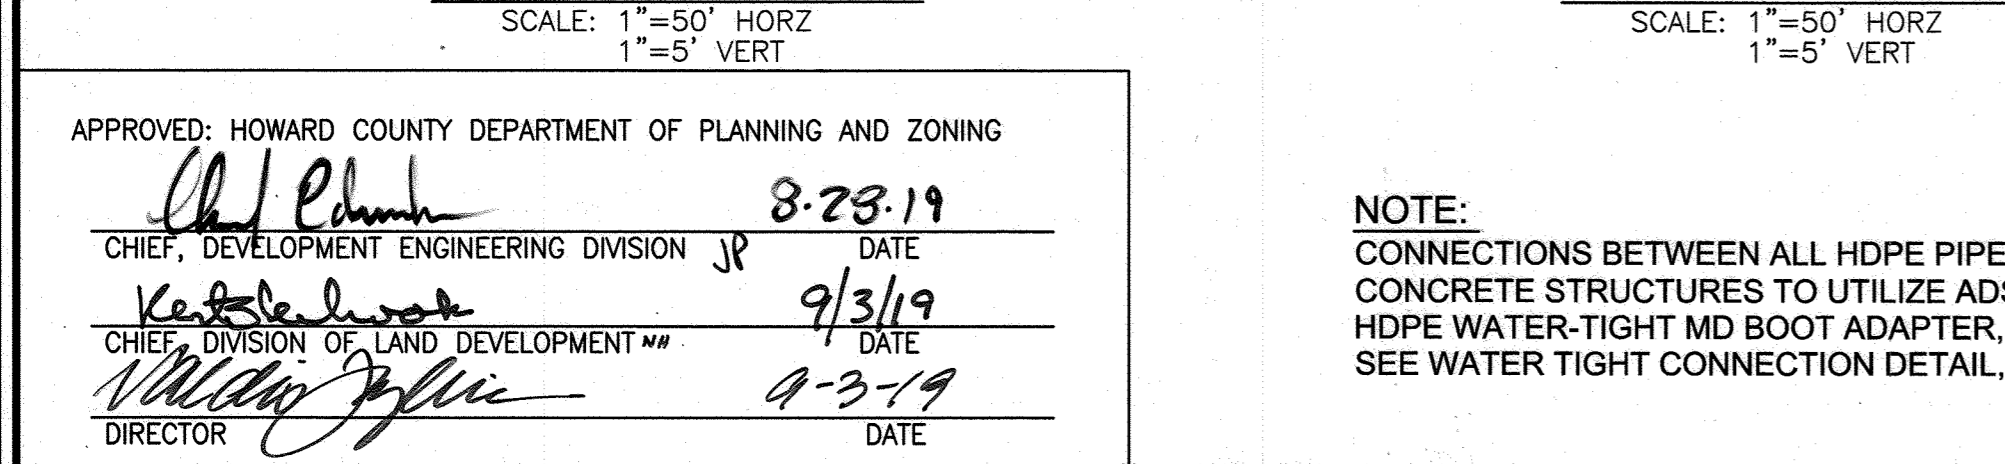 SCALE: 1"=50' HORZ
1"=5' VERT
SCALE: 1"=50' HORZ
1"=5' VERT
APPROVED: HOWARD COUNTY DEPARTMENT OF PLANNING AND ZONING
8.28.19
CHIEF, DEVELOPMENT ENGINEERING DIVISION JP DATE
9/3/19
CHIEF, DIVISION OF LAND DEVELOPMENT NH DATE
9-3-19
DIRECTOR DATE
NOTE:
CONNECTIONS BETWEEN ALL HDPE PIPE
CONCRETE STRUCTURES TO UTILIZE ADS
HDPE WATER-TIGHT MD BOOT ADAPTER,
SEE WATER TIGHT CONNECTION DETAIL,